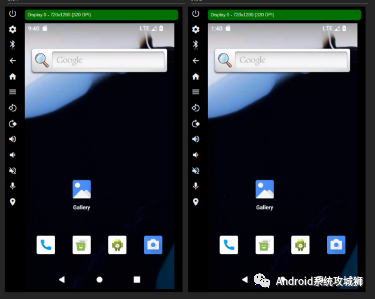 Display 0 - 720x1280 (320 DPI)
9:40
LTE
Google
Gallery
Display 0 - 720x1280 (320 DPI)
1:40
LTE
Google
Gallery
Android系统攻城狮